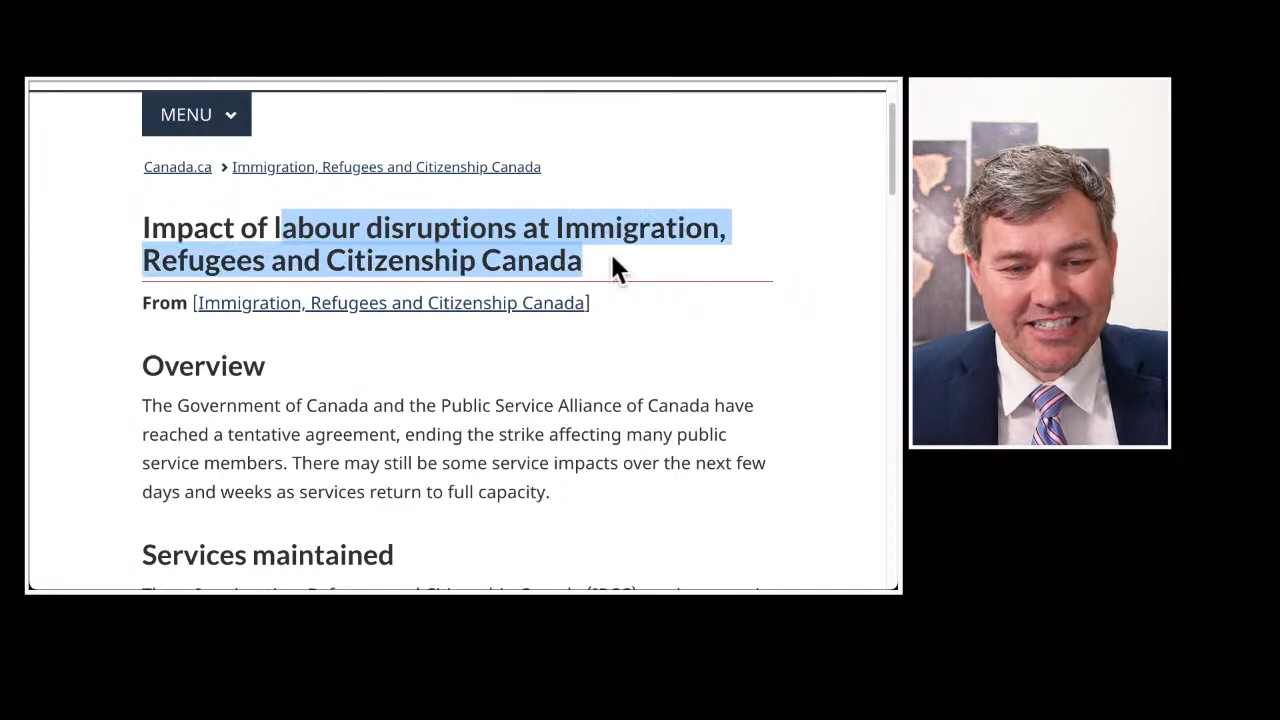 MENU
Canada.ca > Immigration, Refugees and Citizenship Canada
Impact of labour disruptions at Immigration,
Refugees and Citizenship Canada
From [Immigration, Refugees and Citizenship Canada]
Overview
The Government of Canada and the Public Service Alliance of Canada have
reached a tentative agreement, ending the strike affecting many public
service members. There may still be some service impacts over the next few
days and weeks as services return to full capacity.
Services maintained